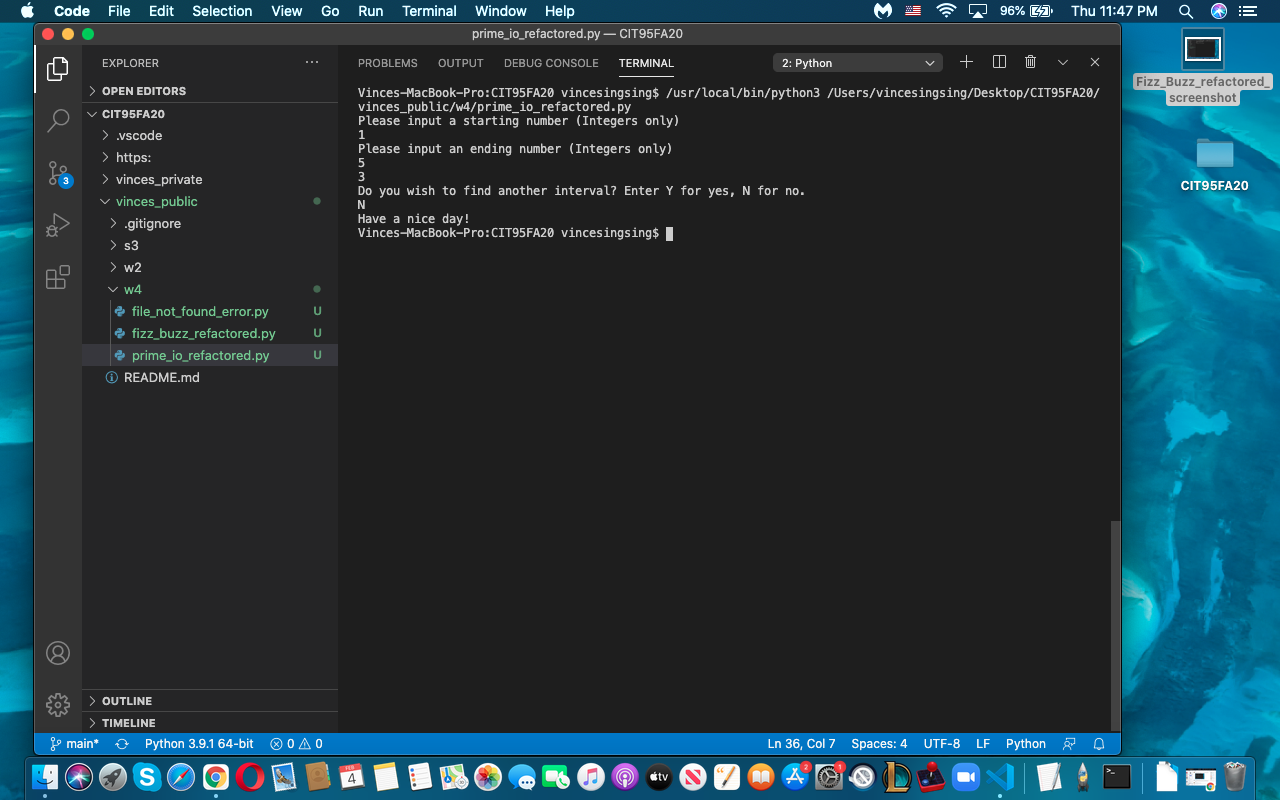 Code File Edit Selection View Go Run Terminal Window Help 96% Thu 11:47 PM
prime_io_refactored.py — CIT95FA20
EXPLORER ···
OPEN EDITORS
CIT95FA20
.vscode
https:
vinces_private
vinces_public
.gitignore
s3
w2
w4
file_not_found_error.py U
fizz_buzz_refactored.py U
prime_io_refactored.py U
README.md
OUTLINE
TIMELINE
3
PROBLEMS OUTPUT DEBUG CONSOLE TERMINAL 2: Python
Vinces-MacBook-Pro:CIT95FA20 vincesingsing$ /usr/local/bin/python3 /Users/vincesingsing/Desktop/CIT95FA20/
vinces_public/w4/prime_io_refactored.py
Please input a starting number (Integers only)
1
Please input an ending number (Integers only)
5
3
Do you wish to find another interval? Enter Y for yes, N for no.
N
Have a nice day!
Vinces-MacBook-Pro:CIT95FA20 vincesingsing$
main* Python 3.9.1 64-bit 0 0 Ln 36, Col 7 Spaces: 4 UTF-8 LF Python
Fizz_Buzz_refactored_
screenshot
CIT95FA20
FEB
4
tv
2
1
>_